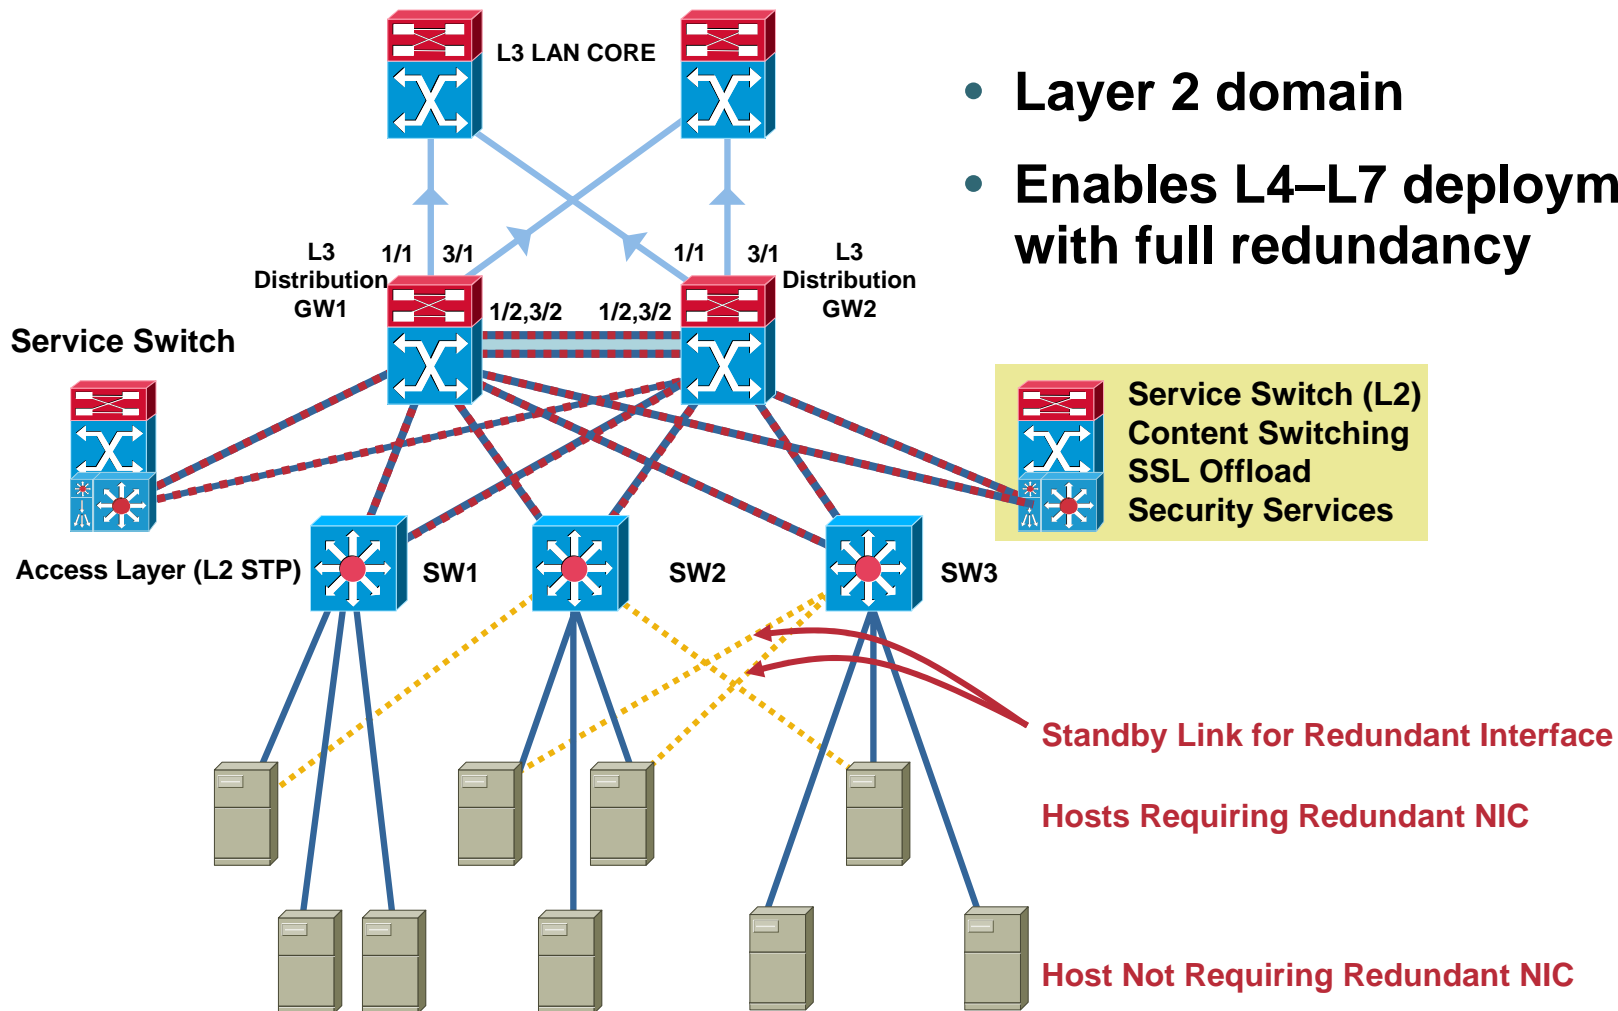 L3 LAN CORE
• Layer 2 domain
• Enables L4–L7 deploym
with full redundancy
L3
Distribution
GW1
1/1
3/1
1/1
3/1
L3
Distribution
GW2
1/2,3/2
1/2,3/2
Service Switch
Service Switch (L2)
Content Switching
SSL Offload
Security Services
Access Layer (L2 STP)
SW1
SW2
SW3
Standby Link for Redundant Interface
Hosts Requiring Redundant NIC
Host Not Requiring Redundant NIC